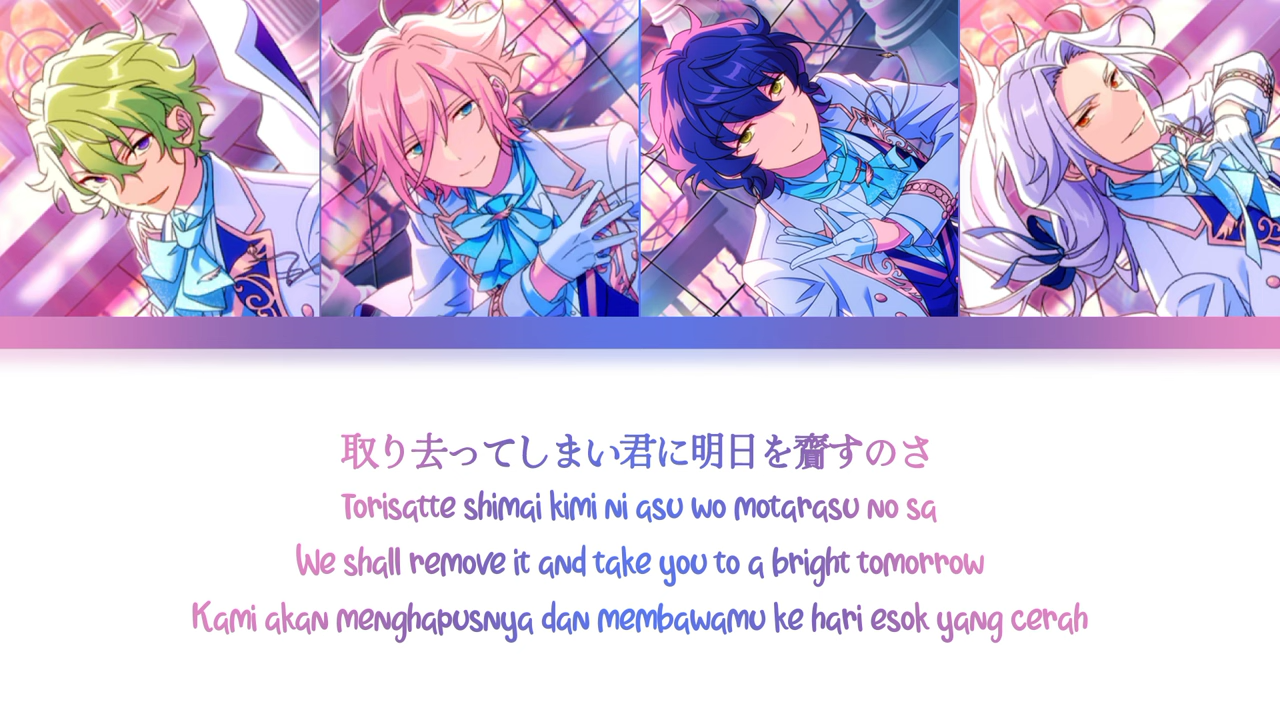 取り去ってしまい君に明日を齎すのさ
Torisatte shimai kimi ni asu wo motarasu no sa
We shall remove it and take you to a bright tomorrow
Kami akan menghapusnya dan membawamu ke hari esok yang cerah